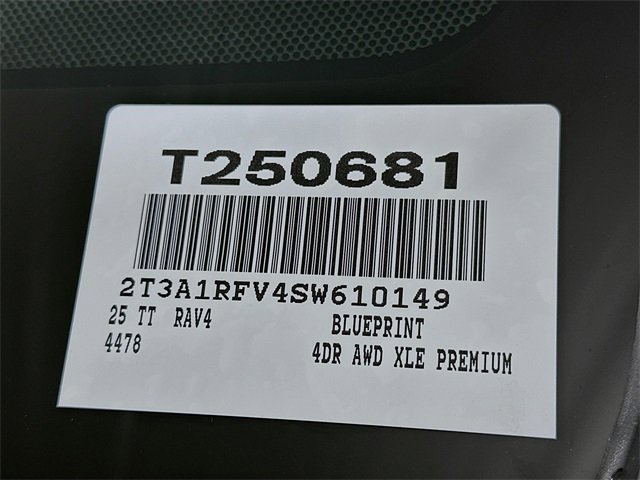 T250681
2T3A1RFV4SW610149
25 TT RAV4 BLUEPRINT
4478 4DR AWD XLE PREMIUM